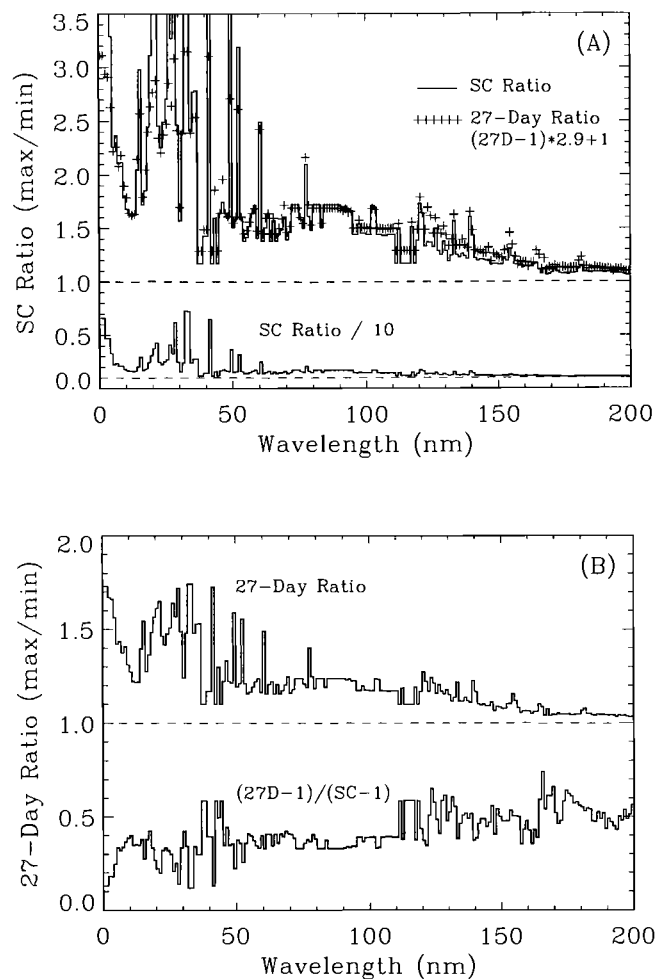 3.5
(A)
3.0
SC Ratio
2.5
27-Day Ratio
(27D-1)*2.9+1
2.0
1.5
1.0
0.5
SC Ratio / 10
0.0
SC Ratio (max/min)
0 50 100 150 200
Wavelength (nm)
2.0
(B)
27-Day Ratio
1.5
1.0
(27D-1)/(SC-1)
0.5
0.0
27-Day Ratio (max/min)
0 50 100 150 200
Wavelength (nm)